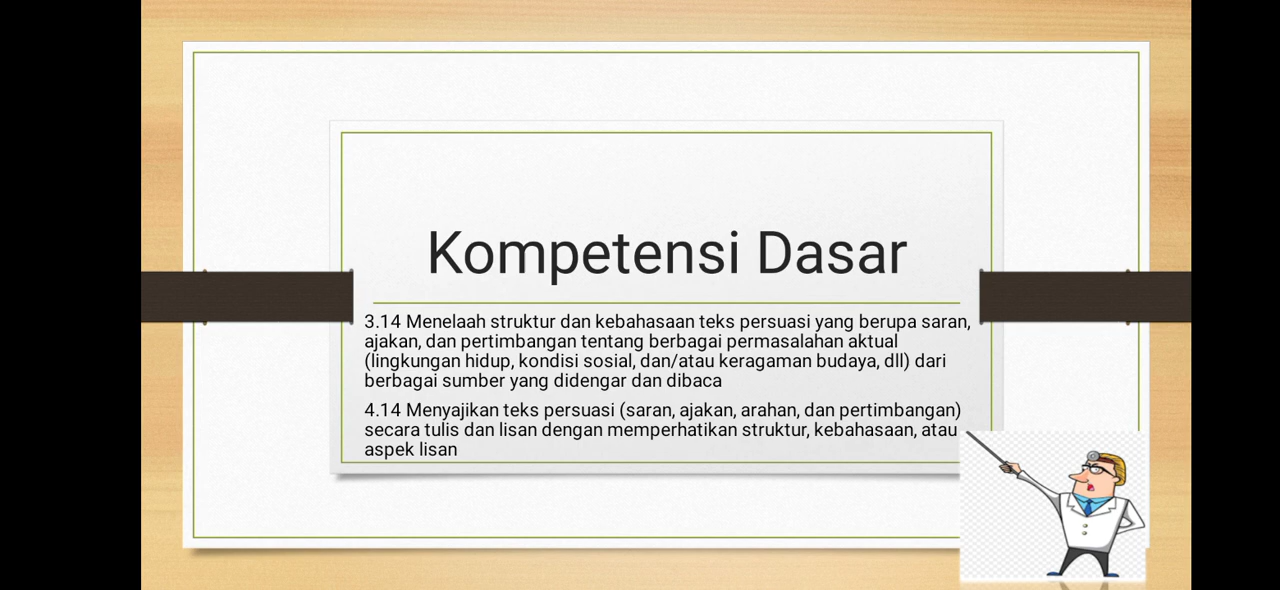 Kompetensi Dasar
3.14 Menelaah struktur dan kebahasaan teks persuasi yang berupa saran,
ajakan, dan pertimbangan tentang berbagai permasalahan aktual
(lingkungan hidup, kondisi sosial, dan/atau keragaman budaya, dll) dari
berbagai sumber yang didengar dan dibaca
4.14 Menyajikan teks persuasi (saran, ajakan, arahan, dan pertimbangan)
secara tulis dan lisan dengan memperhatikan struktur, kebahasaan, atau
aspek lisan